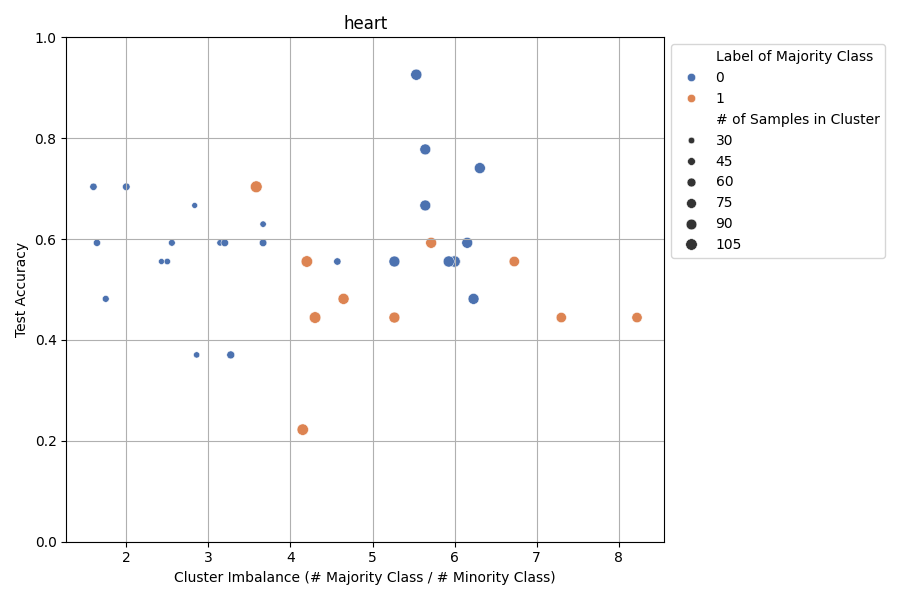 heart
1.0
0.8
0.6
0.4
0.2
0.0
Test Accuracy
2 3 4 5 6 7 8
Cluster Imbalance (# Majority Class / # Minority Class)
Label of Majority Class
0
1
# of Samples in Cluster
30
45
60
75
90
105